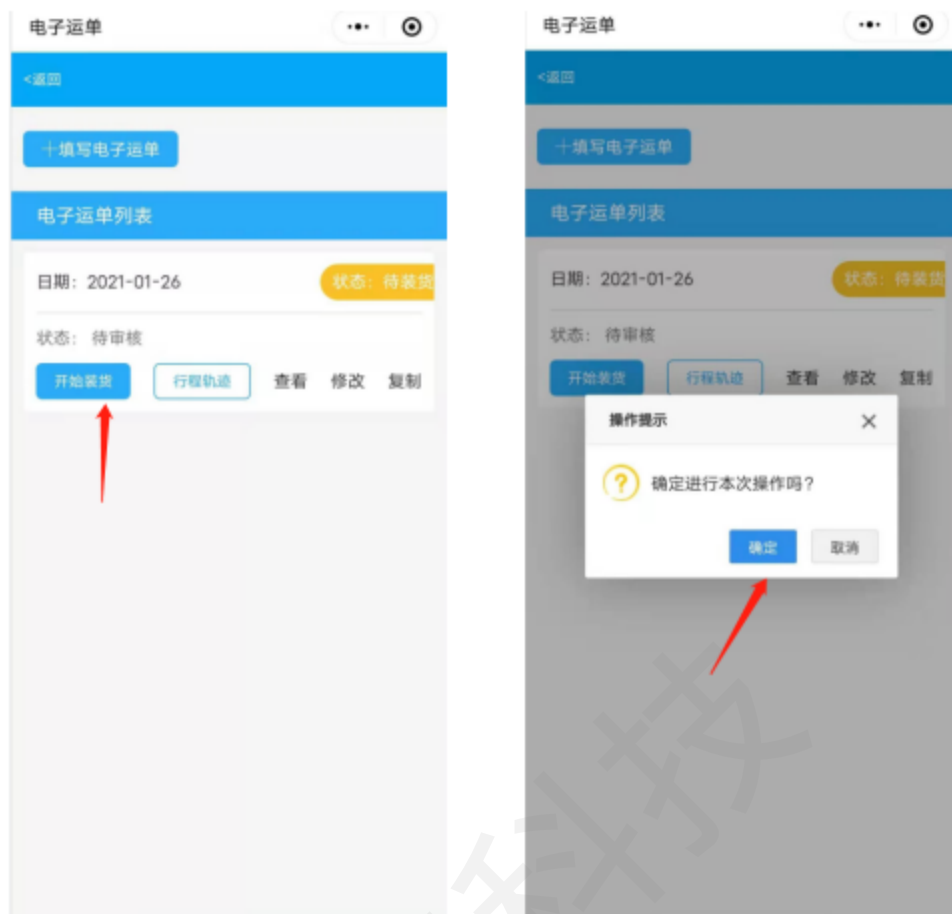 电子运单
<返回
+填写电子运单
电子运单列表
日期：2021-01-26
状态：待装货
状态：待审核
开始装货
行程轨迹
查看
修改
复制
电子运单
<返回
+填写电子运单
电子运单列表
日期：2021-01-26
状态：待装货
状态：待审核
开始装货
行程轨迹
查看
修改
复制
操作提示
确定进行本次操作吗？
确定
取消
科技